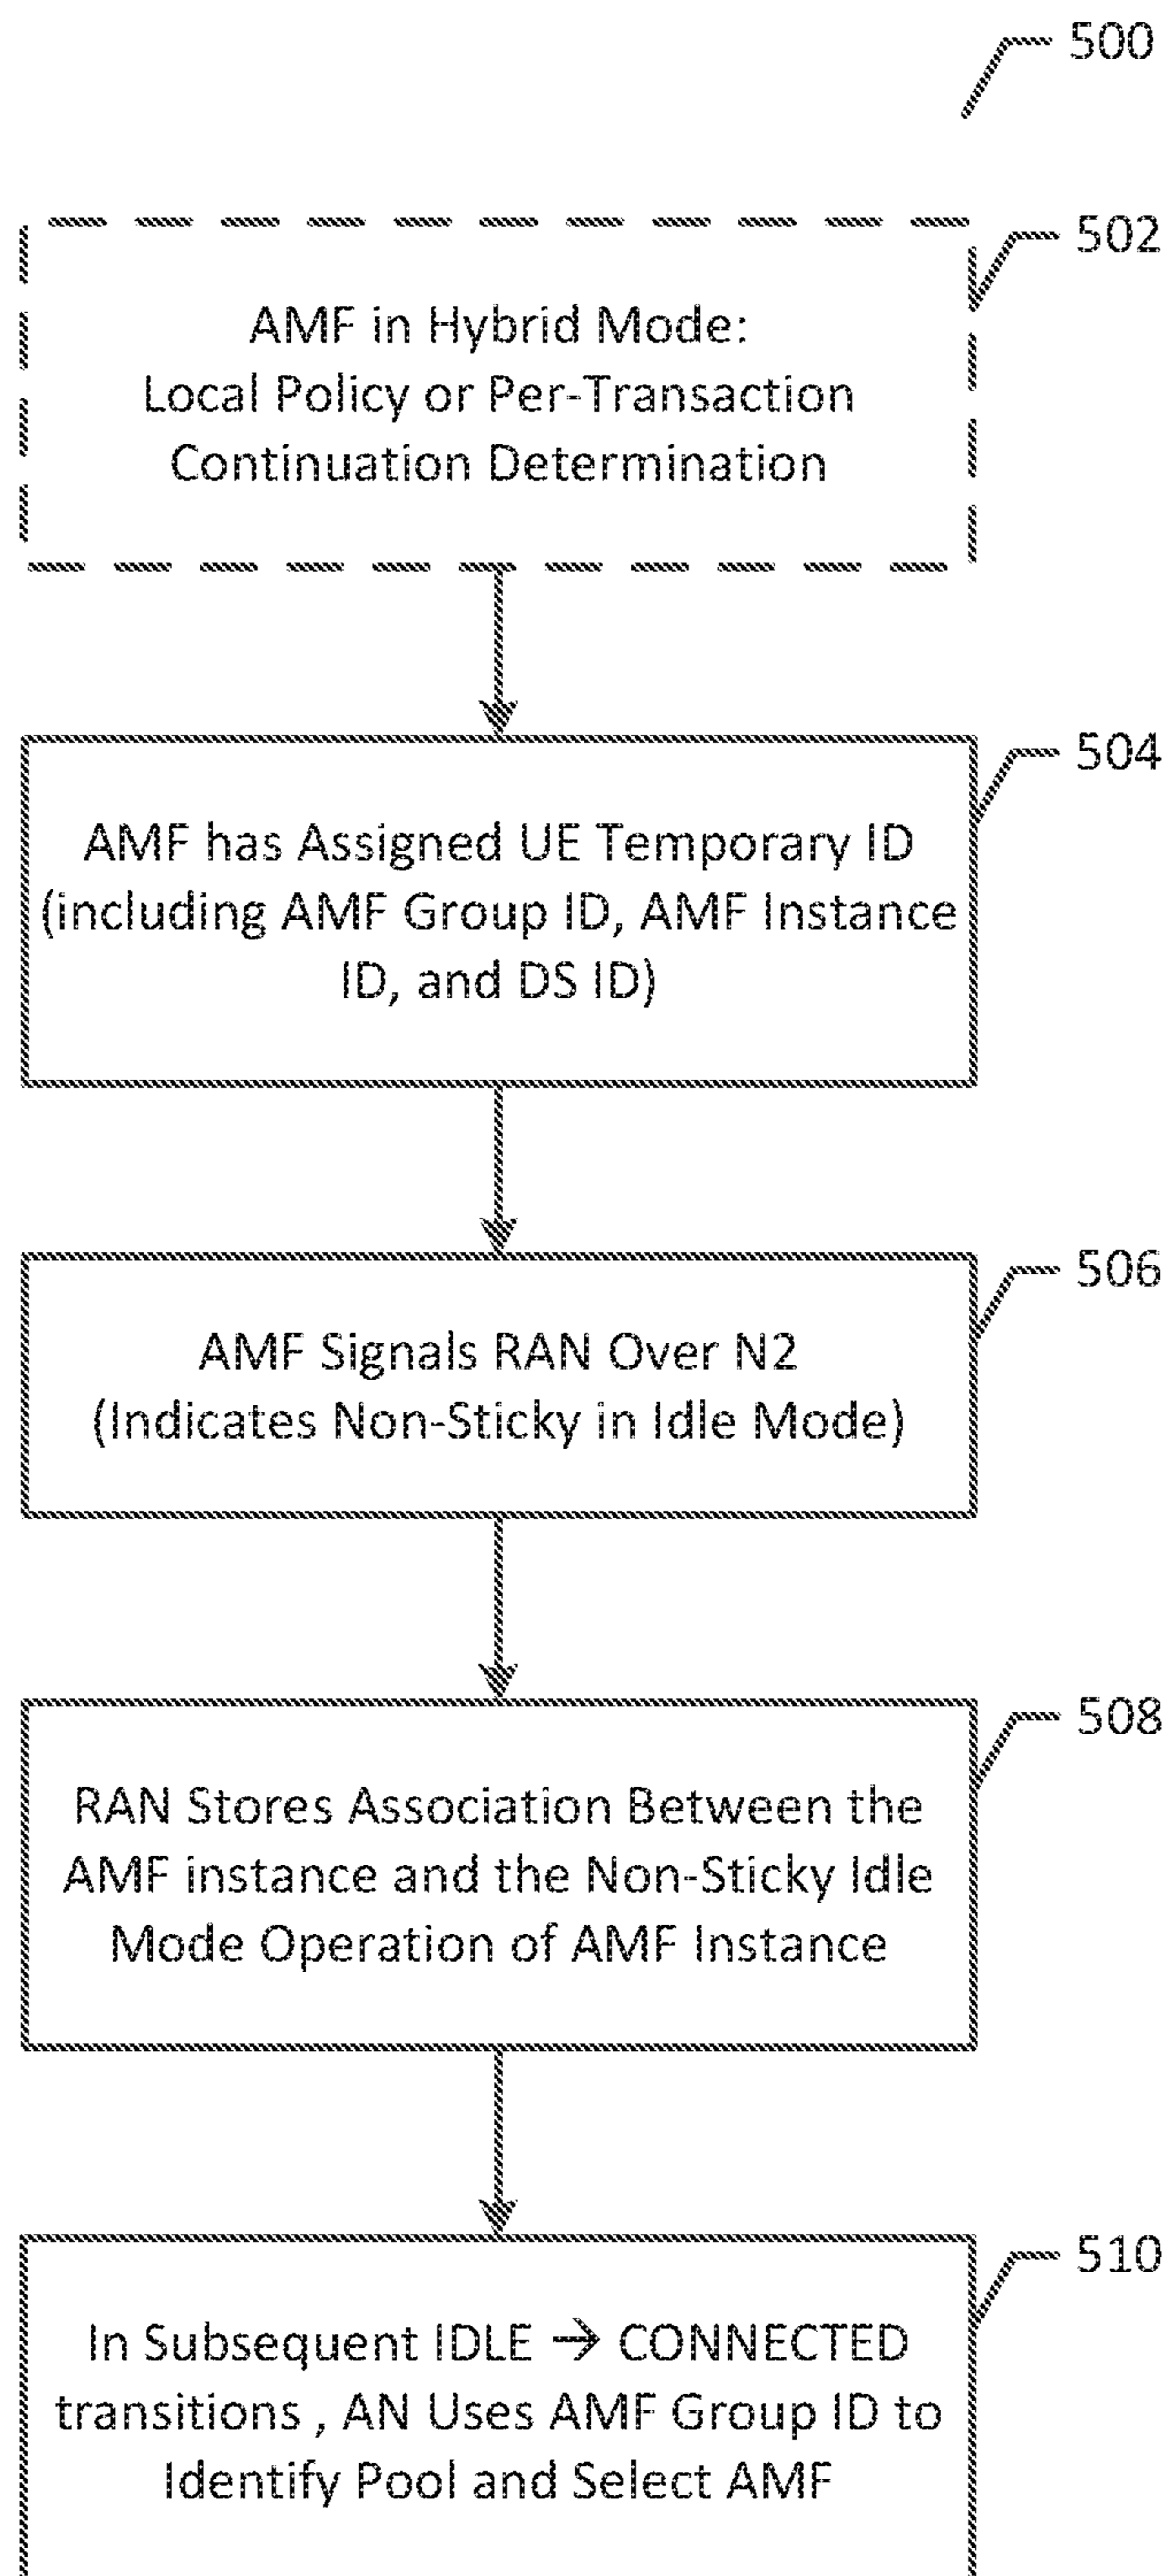 500
502
AMF in Hybrid Mode:
Local Policy or Per-Transaction
Continuation Determination
504
AMF has Assigned UE Temporary ID
(including AMF Group ID, AMF Instance
ID, and DS ID)
506
AMF Signals RAN Over N2
(Indicates Non-Sticky in Idle Mode)
508
RAN Stores Association Between the
AMF instance and the Non-Sticky Idle
Mode Operation of AMF Instance
510
In Subsequent IDLE → CONNECTED
transitions , AN Uses AMF Group ID to
Identify Pool and Select AMF